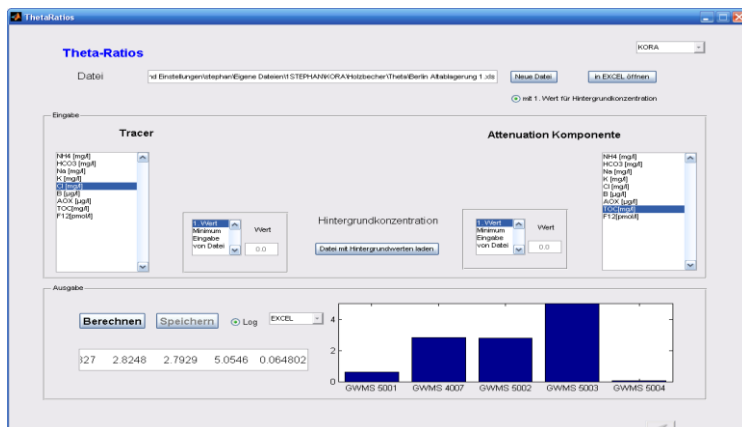 ThetaRatios
Theta-Ratios
KORA
Datei
nd Einstellungen\stephan\Eigene Dateien\1STEPHAN\KORA\Holzbecher\Theta\Berlin Altablagerung 1.xls
Neue Datei
in EXCEL öffnen
mit 1. Wert für Hintergrundkonzentration
Eingabe
Tracer
Attenuation Komponente
NH4 [mg/l]
HCO3 [mg/l]
Na [mg/l]
K [mg/l]
Cl [mg/l]
B [µg/l]
AOX [µg/l]
TOC[mg/l]
F12[pmol/l]
1. Wert
Minimum
Eingabe
von Datei
Wert
0.0
Hintergrundkonzentration
Datei mit Hintergrundwerten laden
1. Wert
Minimum
Eingabe
von Datei
Wert
0.0
NH4 [mg/l]
HCO3 [mg/l]
Na [mg/l]
K [mg/l]
Cl [mg/l]
B [µg/l]
AOX [µg/l]
TOC[mg/l]
F12[pmol/l]
Ausgabe
Berechnen
Speichern
Log
EXCEL
327 2.8248 2.7929 5.0546 0.064802
4
2
0
GWMS 5001 GWMS 4007 GWMS 5002 GWMS 5003 GWMS 5004